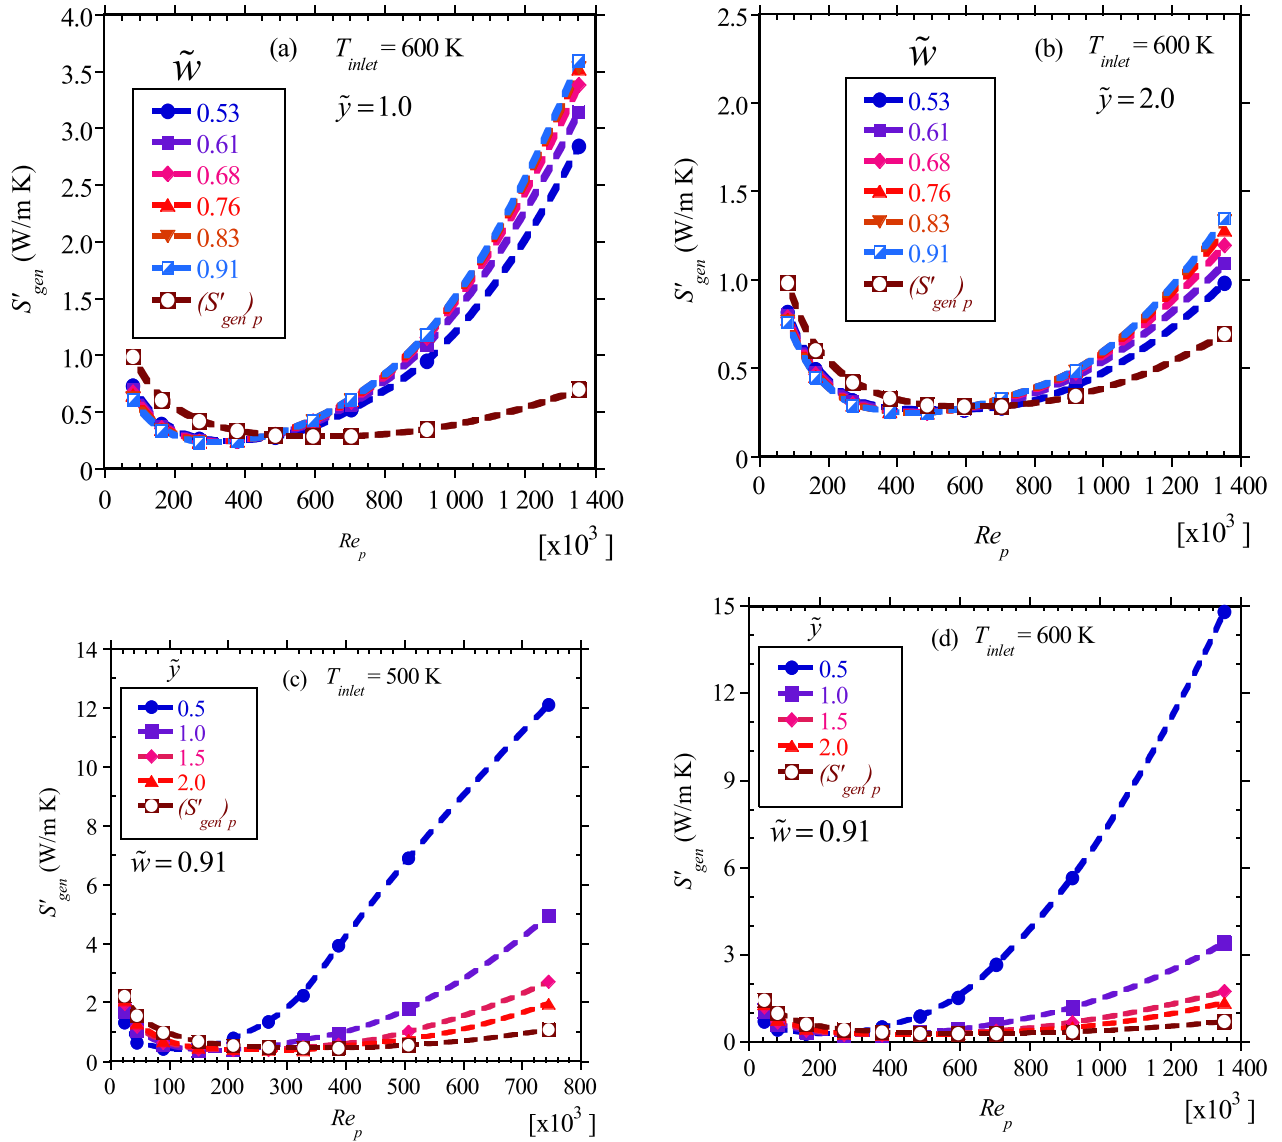 (a) T_inlet = 600 K
w̃
ỹ = 1.0
0.53
0.61
0.68
0.76
0.83
0.91
(S'_gen)_p
S'_gen (W/m K)
4.0
3.5
3.0
2.5
2.0
1.5
1.0
0.5
0
0 200 400 600 800 1 000 1 200 1 400
Re_p [x10³ ]
(b) T_inlet = 600 K
w̃
ỹ = 2.0
0.53
0.61
0.68
0.76
0.83
0.91
(S'_gen)_p
S'_gen (W/m K)
2.5
2.0
1.5
1.0
0.5
0
0 200 400 600 800 1 000 1 200 1 400
Re_p [x10³ ]
ỹ
(c) T_inlet = 500 K
0.5
1.0
1.5
2.0
(S'_gen)_p
w̃ = 0.91
S'_gen (W/m K)
14
12
10
8
6
4
2
0
0 100 200 300 400 500 600 700 800
Re_p [x10³ ]
ỹ
(d) T_inlet = 600 K
0.5
1.0
1.5
2.0
(S'_gen)_p
w̃ = 0.91
S'_gen (W/m K)
15
12
9
6
3
0
0 200 400 600 800 1 000 1 200 1 400
Re_p [x10³ ]